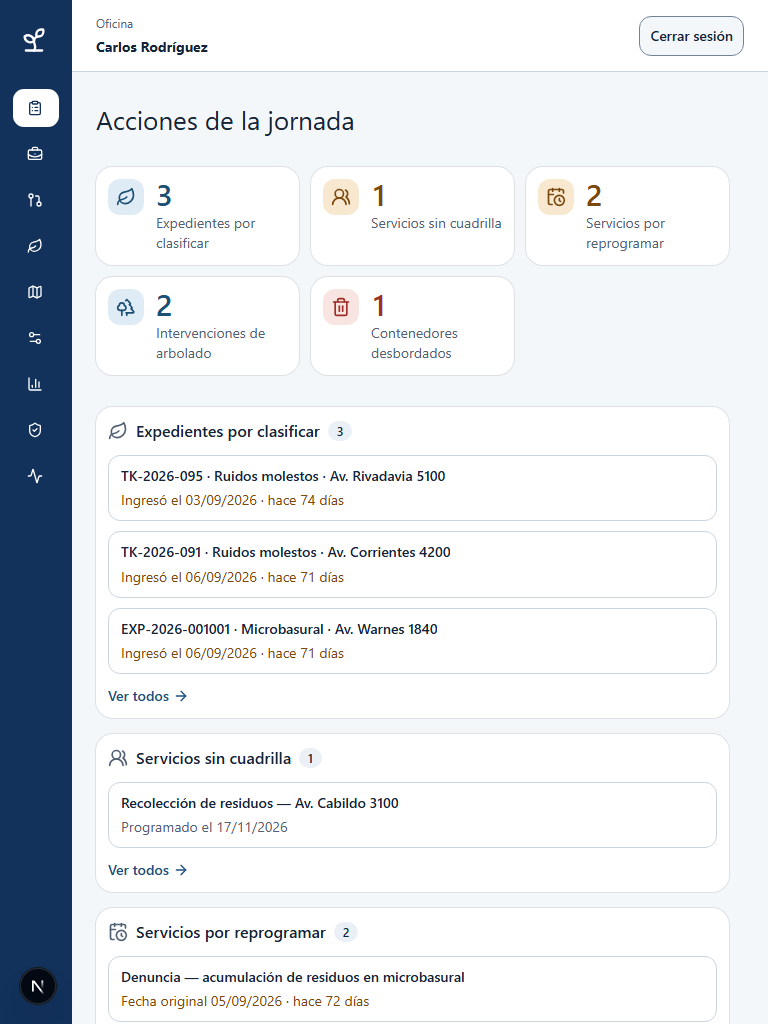 Oficina
Carlos Rodríguez
Cerrar sesión
Acciones de la jornada
3
Expedientes por
clasificar
1
Servicios sin cuadrilla
2
Servicios por
reprogramar
2
Intervenciones de
arbolado
1
Contenedores
desbordados
Expedientes por clasificar 3
TK-2026-095 · Ruidos molestos · Av. Rivadavia 5100
Ingresó el 03/09/2026 · hace 74 días
TK-2026-091 · Ruidos molestos · Av. Corrientes 4200
Ingresó el 06/09/2026 · hace 71 días
EXP-2026-001001 · Microbasural · Av. Warnes 1840
Ingresó el 06/09/2026 · hace 71 días
Ver todos →
Servicios sin cuadrilla 1
Recolección de residuos — Av. Cabildo 3100
Programado el 17/11/2026
Ver todos →
Servicios por reprogramar 2
Denuncia — acumulación de residuos en microbasural
Fecha original 05/09/2026 · hace 72 días
N